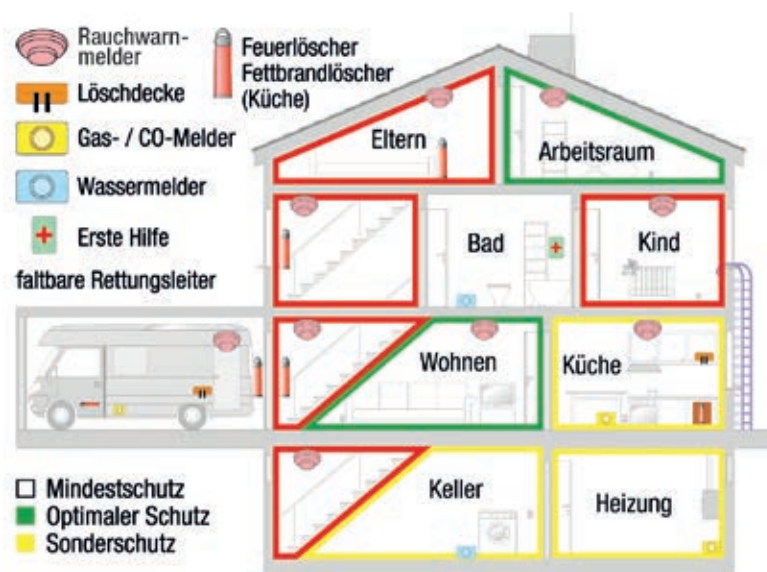 Rauchwarn-
melder
Löschdecke
Gas- / CO-Melder
Wassermelder
Erste Hilfe
faltbare Rettungsleiter
Feuerlöscher
Fettbrandlöscher
(Küche)
Eltern
Arbeitsraum
Bad
Kind
Wohnen
Küche
Keller
Heizung
Mindestschutz
Optimaler Schutz
Sonderschutz